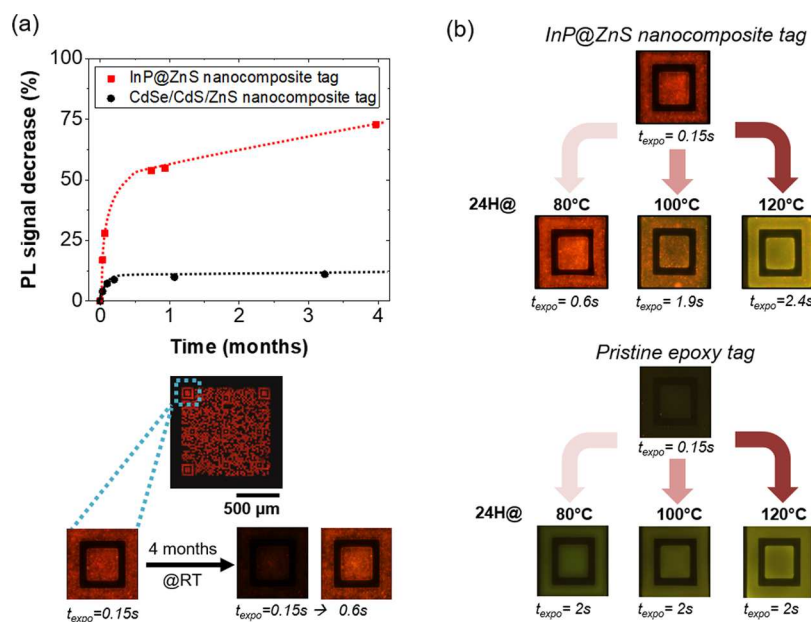 (a)
100
75
50
25
0
PL signal decrease (%)
InP@ZnS nanocomposite tag
CdSe/CdS/ZnS nanocomposite tag
0 1 2 3 4
Time (months)
500 µm
4 months
@RT
t_expo=0.15s
t_expo=0.15s → 0.6s
(b)
InP@ZnS nanocomposite tag
t_expo= 0.15s
24H@ 80°C 100°C 120°C
t_expo= 0.6s t_expo= 1.9s t_expo=2.4s
Pristine epoxy tag
t_expo= 0.15s
24H@ 80°C 100°C 120°C
t_expo= 2s t_expo= 2s t_expo= 2s